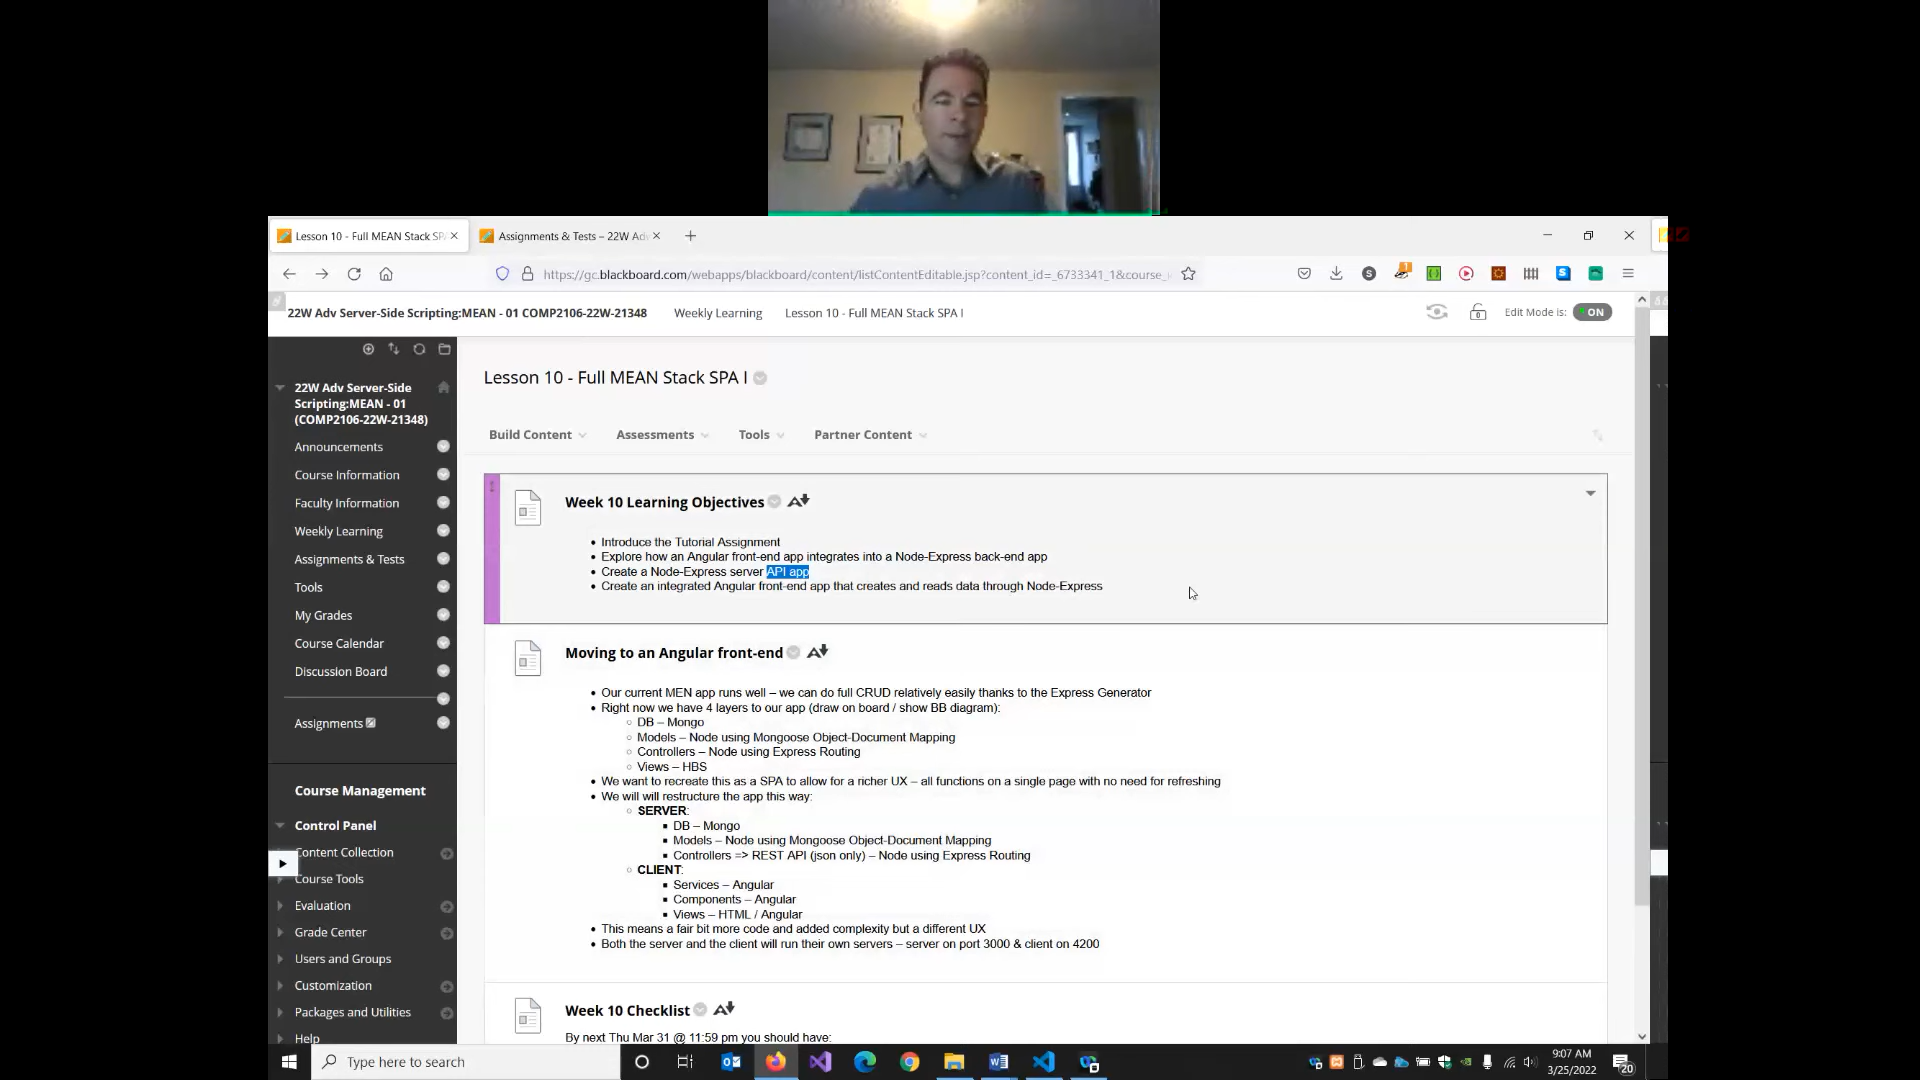 Lesson 10 - Full MEAN Stack SP
Assignments & Tests – 22W Ad
https://gc.blackboard.com/webapps/blackboard/content/listContentEditable.jsp?content_id=_6733341_1&course_i
22W Adv Server-Side Scripting:MEAN - 01 COMP2106-22W-21348
Weekly Learning
Lesson 10 - Full MEAN Stack SPA I
Edit Mode is:
ON
22W Adv Server-Side
Scripting:MEAN - 01
(COMP2106-22W-21348)
Announcements
Course Information
Faculty Information
Weekly Learning
Assignments & Tests
Tools
My Grades
Course Calendar
Discussion Board
Assignments
Course Management
Control Panel
Content Collection
Course Tools
Evaluation
Grade Center
Users and Groups
Customization
Packages and Utilities
Help
Lesson 10 - Full MEAN Stack SPA I
Build Content
Assessments
Tools
Partner Content
Week 10 Learning Objectives
• Introduce the Tutorial Assignment
• Explore how an Angular front-end app integrates into a Node-Express back-end app
• Create a Node-Express server API app
• Create an integrated Angular front-end app that creates and reads data through Node-Express
Moving to an Angular front-end
• Our current MEN app runs well – we can do full CRUD relatively easily thanks to the Express Generator
• Right now we have 4 layers to our app (draw on board / show BB diagram):
◦ DB – Mongo
◦ Models – Node using Mongoose Object-Document Mapping
◦ Controllers – Node using Express Routing
◦ Views – HBS
• We want to recreate this as a SPA to allow for a richer UX – all functions on a single page with no need for refreshing
• We will will restructure the app this way:
◦ SERVER:
▪ DB – Mongo
▪ Models – Node using Mongoose Object-Document Mapping
▪ Controllers => REST API (json only) – Node using Express Routing
◦ CLIENT:
▪ Services – Angular
▪ Components – Angular
▪ Views – HTML / Angular
• This means a fair bit more code and added complexity but a different UX
• Both the server and the client will run their own servers – server on port 3000 & client on 4200
Week 10 Checklist
By next Thu Mar 31 @ 11:59 pm you should have:
Type here to search
9:07 AM
3/25/2022
20